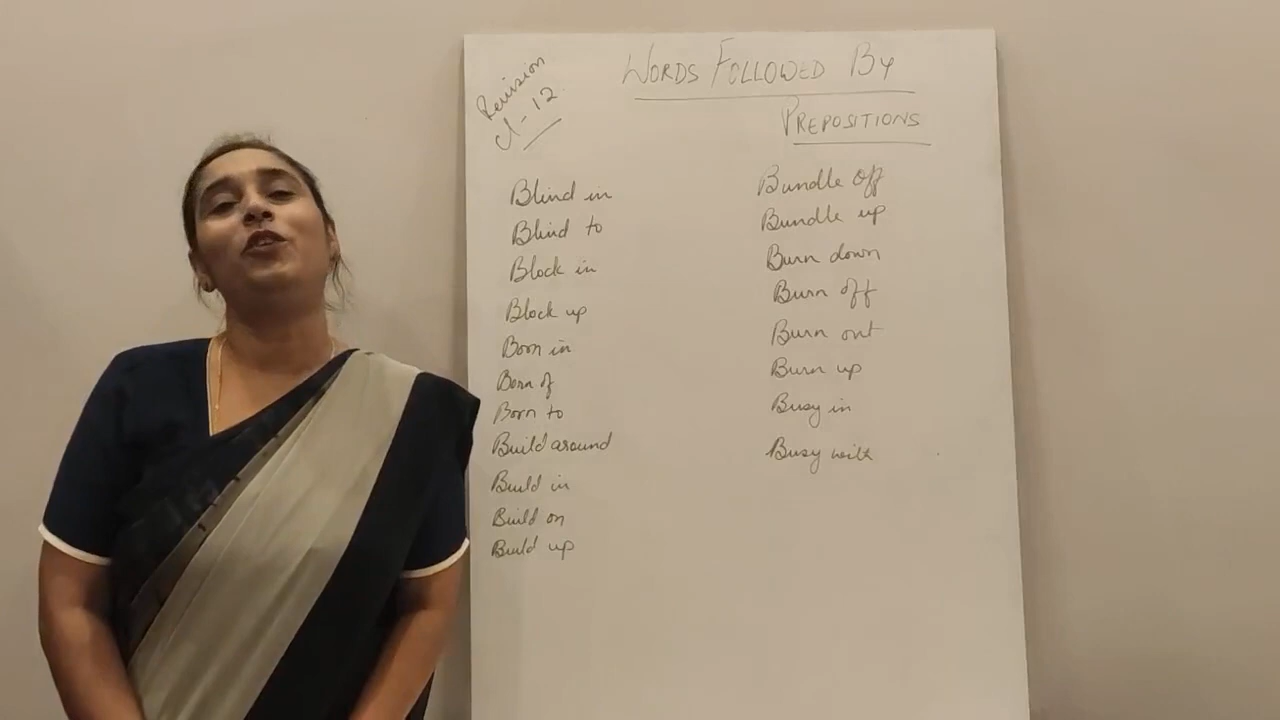 Revision
cl-12
WORDS FOLLOWED BY
PREPOSITIONS
Blind in
Blind to
Block in
Block up
Born in
Born of
Born to
Build around
Build in
Build on
Build up
Bundle off
Bundle up
Burn down
Burn off
Burn out
Burn up
Busy in
Busy with